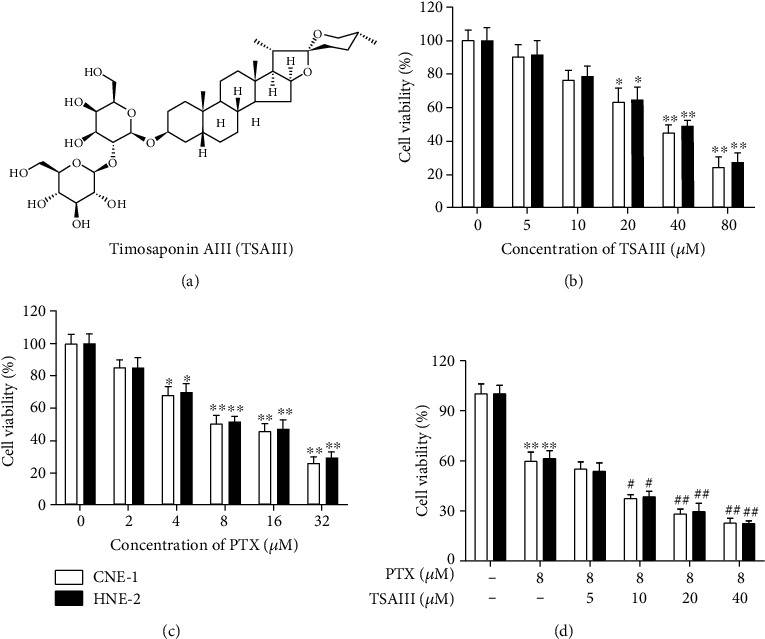 HO
O
HO
O
HO
O
O
H
H
H
H
H
O
HO
O
O
HO
OH
HO
OH
Timosaponin AIII (TSAIII)
(a)
Cell viability (%)
120
100
80
60
40
20
0
* *
** **
** **
0 5 10 20 40 80
Concentration of TSAIII (μM)
(b)
Cell viability (%)
120
100
80
60
40
20
0
* *
** **
** **
** **
0 2 4 8 16 32
Concentration of PTX (μM)
CNE-1
HNE-2
(c)
Cell viability (%)
120
90
60
30
0
** **
# #
## ##
## ##
PTX (μM) – 8 8 8 8 8
TSAIII (μM) – – 5 10 20 40
(d)